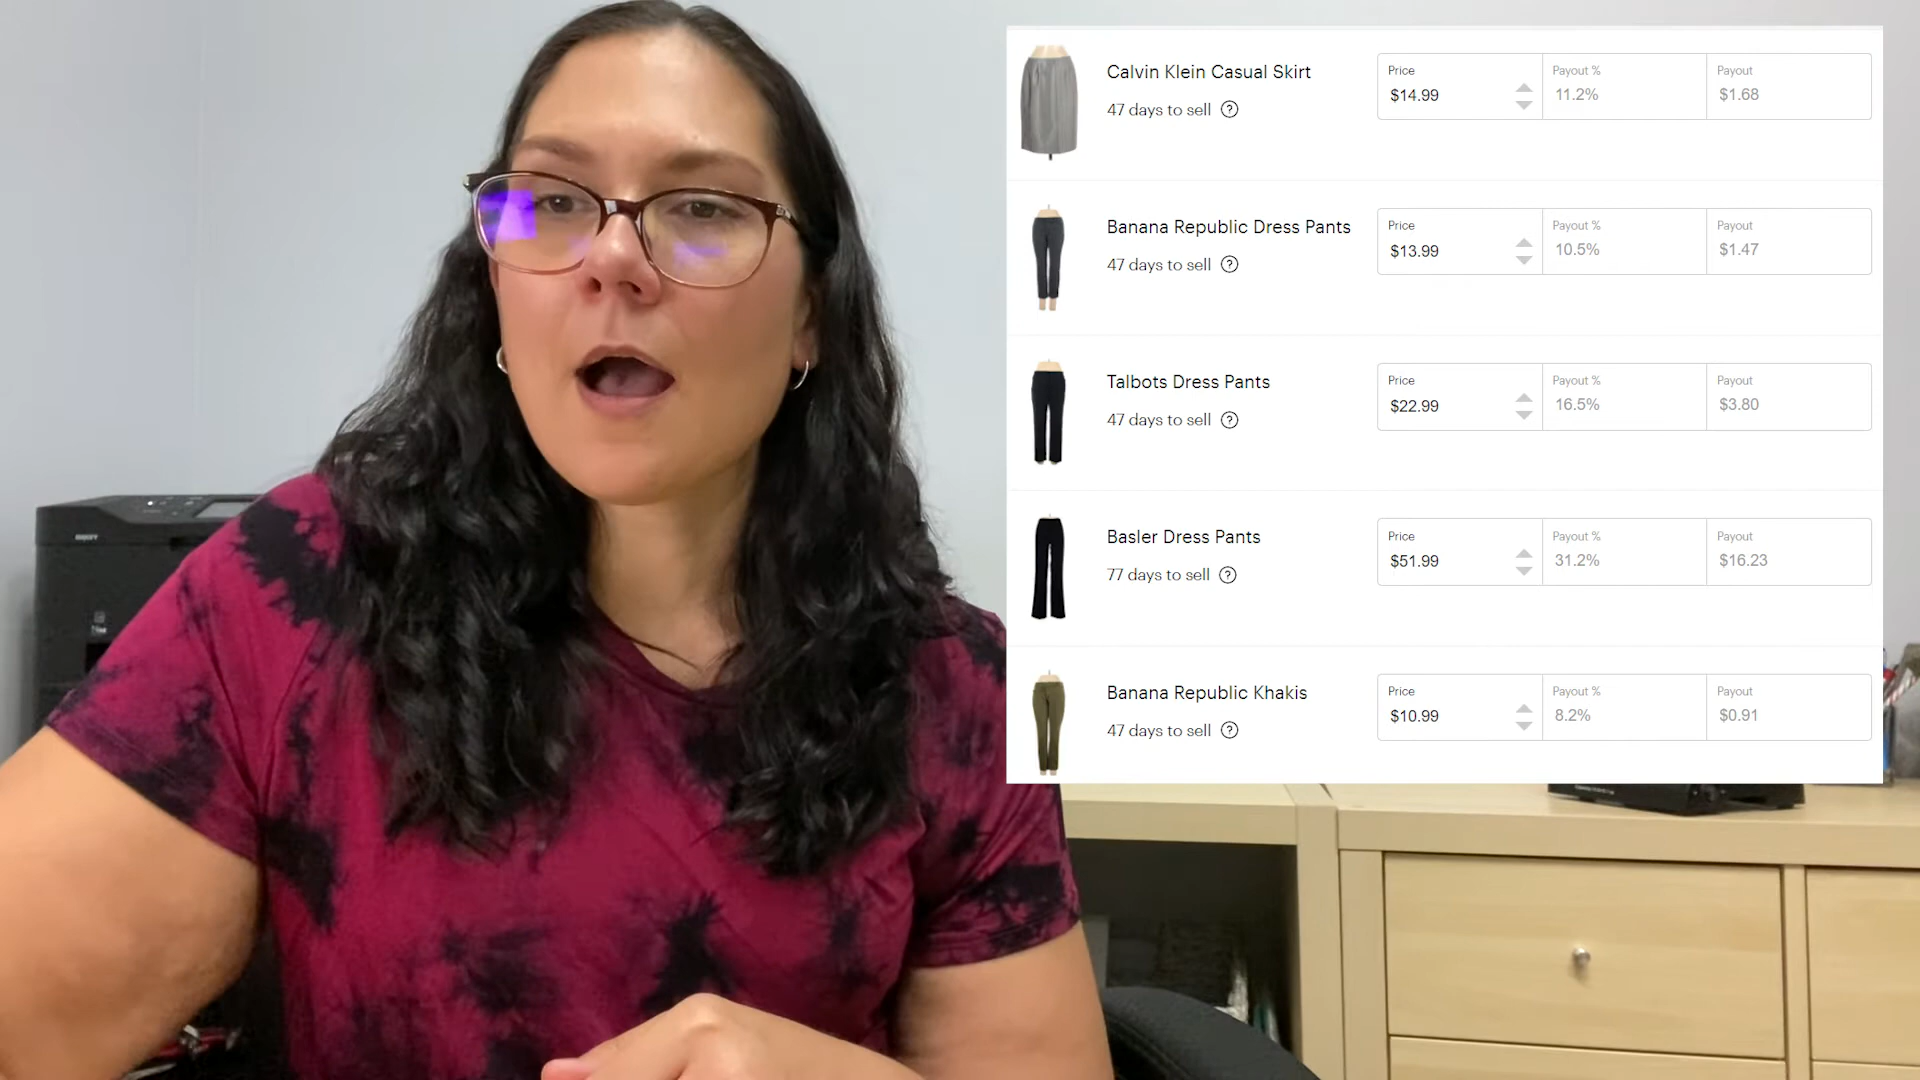 Calvin Klein Casual Skirt
47 days to sell ?
Price
$14.99
Payout %
11.2%
Payout
$1.68
Banana Republic Dress Pants
47 days to sell ?
Price
$13.99
Payout %
10.5%
Payout
$1.47
Talbots Dress Pants
47 days to sell ?
Price
$22.99
Payout %
16.5%
Payout
$3.80
Basler Dress Pants
77 days to sell ?
Price
$51.99
Payout %
31.2%
Payout
$16.23
Banana Republic Khakis
47 days to sell ?
Price
$10.99
Payout %
8.2%
Payout
$0.91